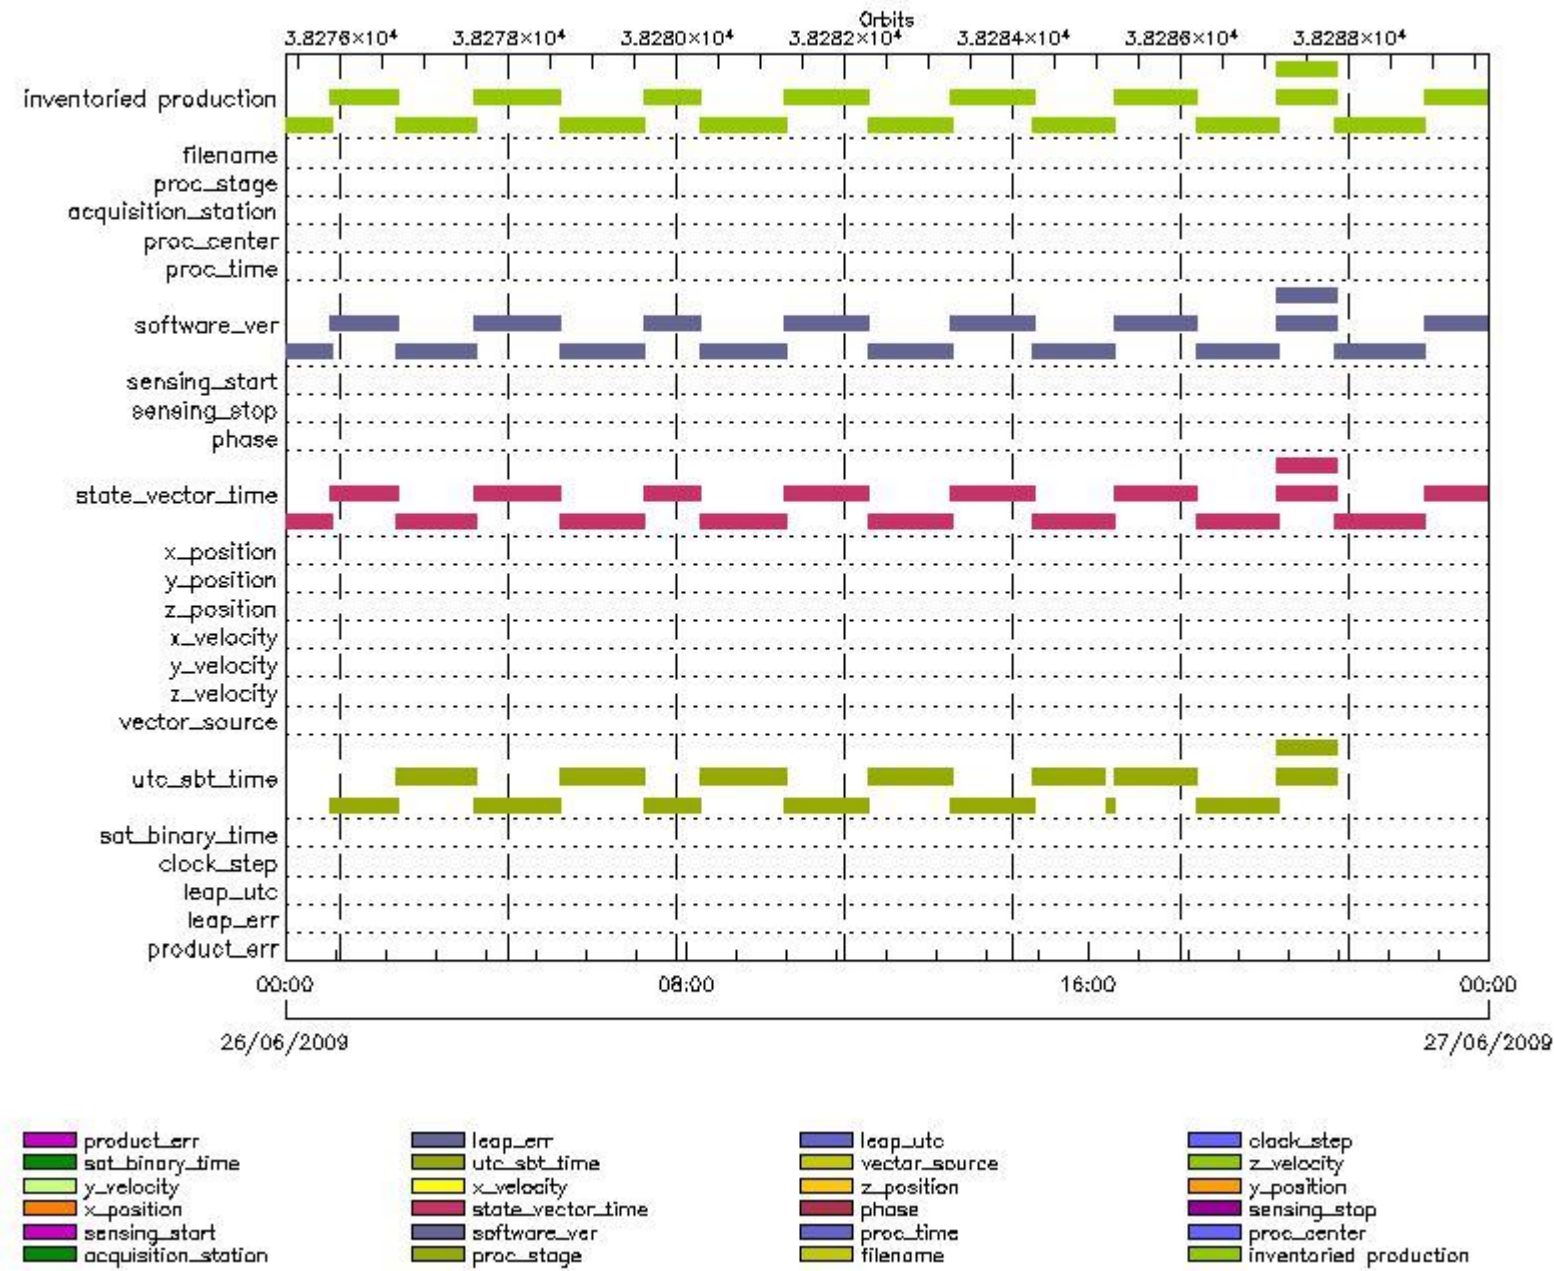 Orbits
3.8276×10⁴ 3.8278×10⁴ 3.8280×10⁴ 3.8282×10⁴ 3.8284×10⁴ 3.8286×10⁴ 3.8288×10⁴
inventoried production
filename
proc_stage
acquisition_station
proc_center
proc_time
software_ver
sensing_start
sensing_stop
phase
state_vector_time
x_position
y_position
z_position
x_velocity
y_velocity
z_velocity
vector_source
utc_sbt_time
sat_binary_time
clock_step
leap_utc
leap_err
product_err
00:00 08:00 16:00 00:00
26/06/2009 27/06/2009
product_err leap_err leap_utc clock_step
sat_binary_time utc_sbt_time vector_source z_velocity
y_velocity x_velocity z_position y_position
x_position state_vector_time phase sensing_stop
sensing_start software_ver proc_time proc_center
acquisition_station proc_stage filename inventoried production